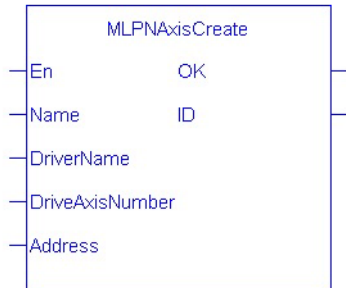 MLPNAxisCreate
En OK
Name ID
DriverName
DriveAxisNumber
Address